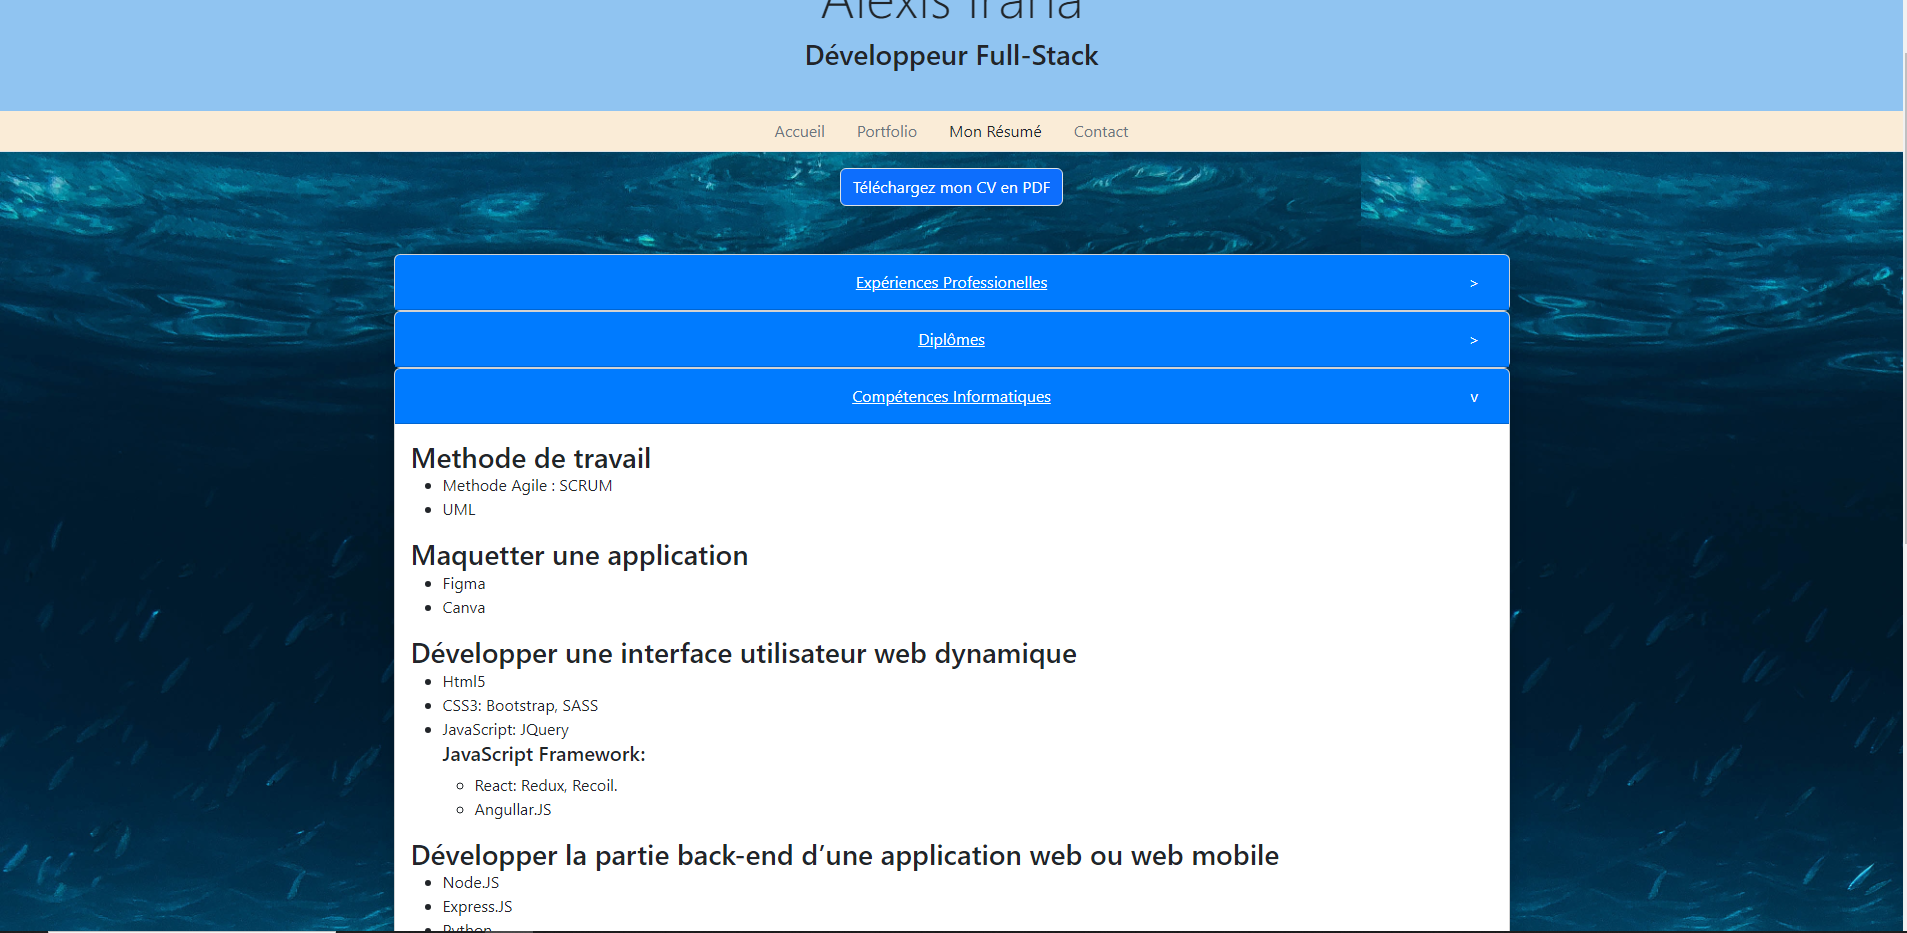 Alexis Irana
Développeur Full-Stack
Accueil Portfolio Mon Résumé Contact
Téléchargez mon CV en PDF
Expériences Professionelles >
Diplômes >
Compétences Informatiques v
Methode de travail
Methode Agile : SCRUM
UML
Maquetter une application
Figma
Canva
Développer une interface utilisateur web dynamique
Html5
CSS3: Bootstrap, SASS
JavaScript: JQuery
JavaScript Framework:
React: Redux, Recoil.
Angullar.JS
Développer la partie back-end d’une application web ou web mobile
Node.JS
Express.JS
Python